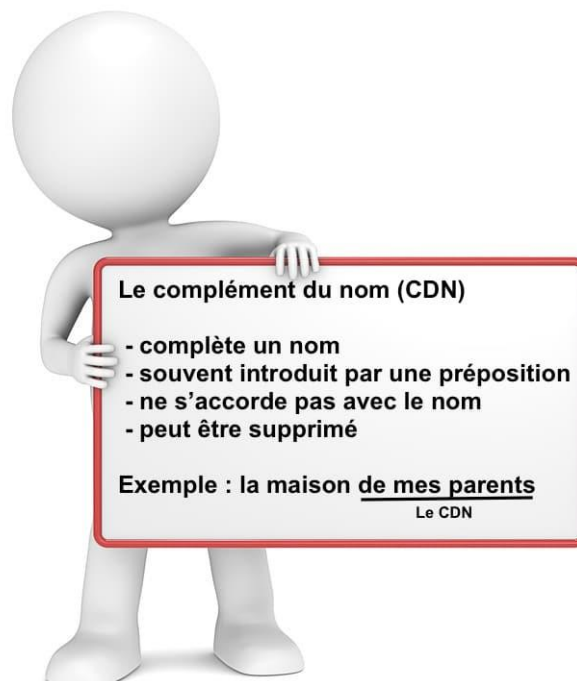 Le complément du nom (CDN)
- complète un nom
- souvent introduit par une préposition
- ne s’accorde pas avec le nom
- peut être supprimé
Exemple : la maison de mes parents
Le CDN